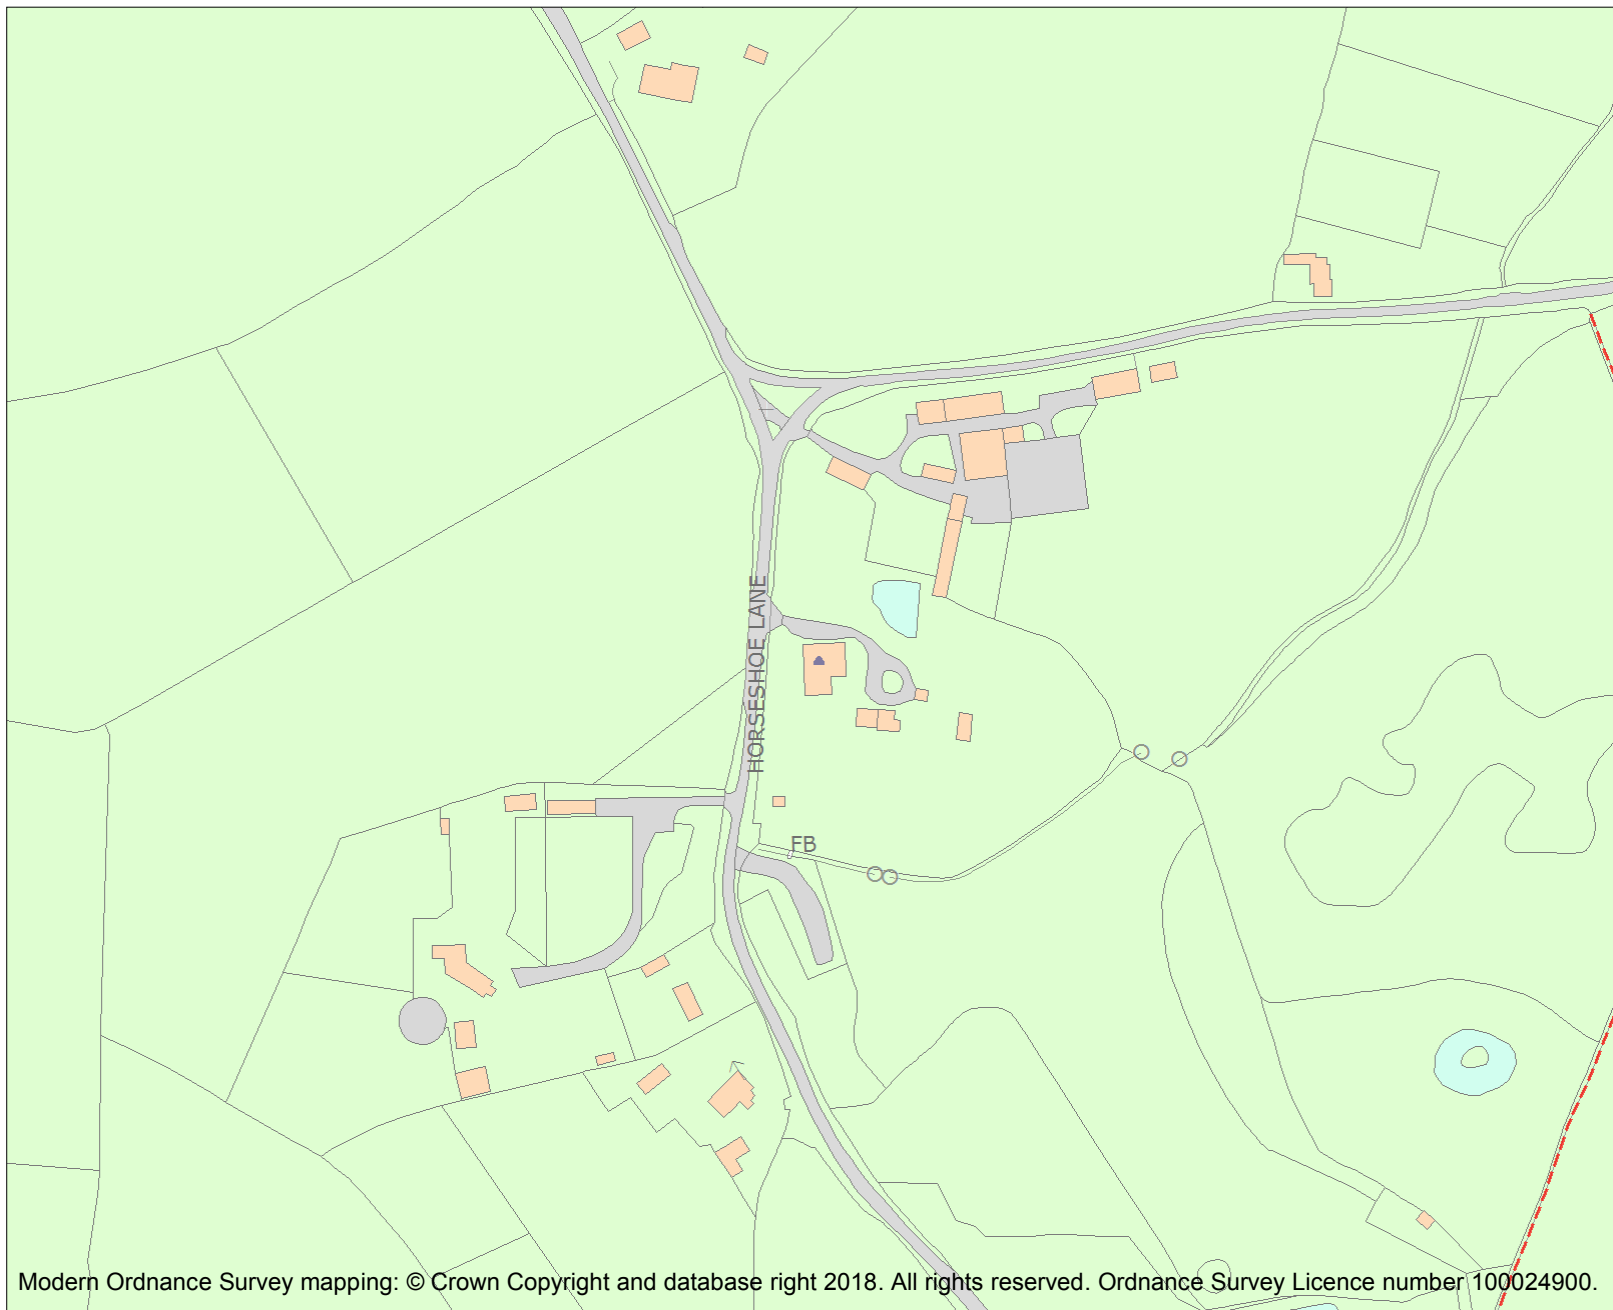 HORSESHOE LANE
FB
Modern Ordnance Survey mapping: © Crown Copyright and database right 2018. All rights reserved. Ordnance Survey Licence number 100024900.